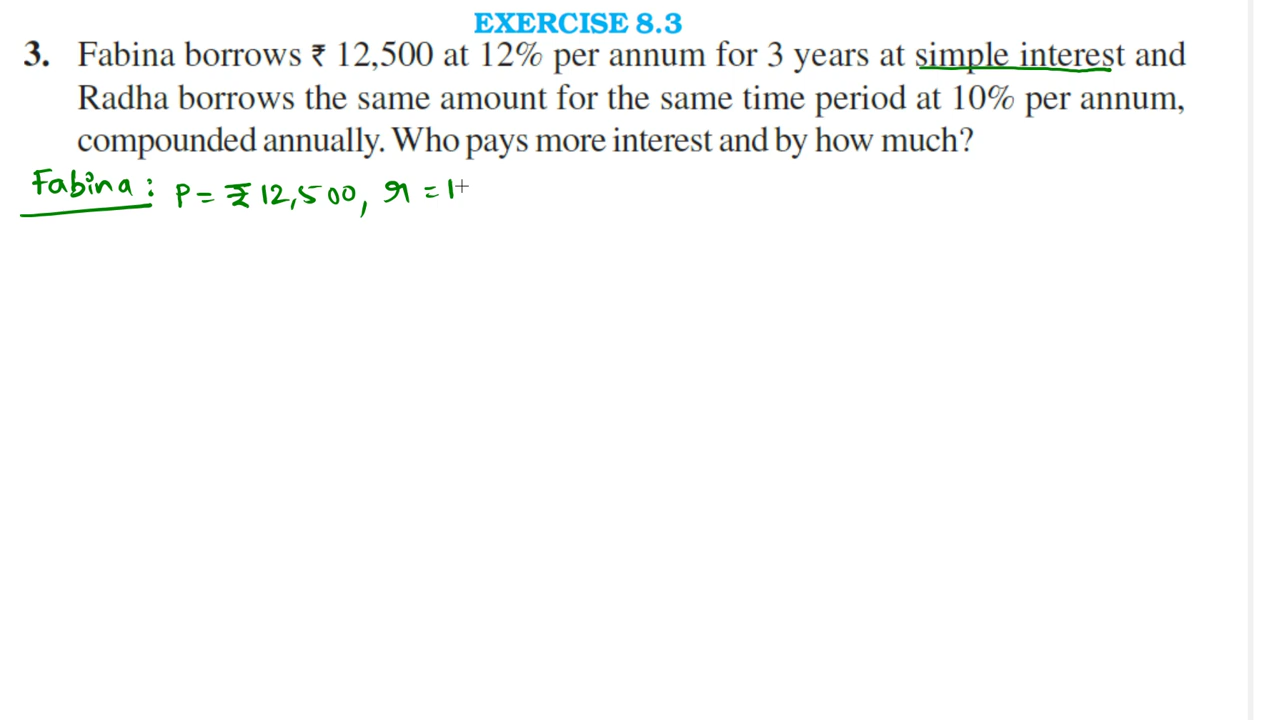 EXERCISE 8.3
3. Fabina borrows ₹ 12,500 at 12% per annum for 3 years at simple interest and
Radha borrows the same amount for the same time period at 10% per annum,
compounded annually. Who pays more interest and by how much?
Fabina : P = ₹ 12,500, r = 1